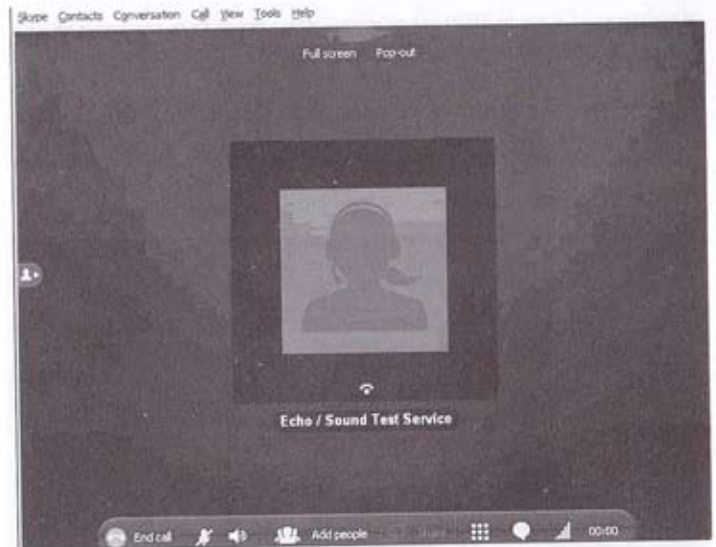 Skype Contacts Conversation Call View Tools Help
Full screen Pop-out
Echo / Sound Test Service
End call Add people Share 00:00